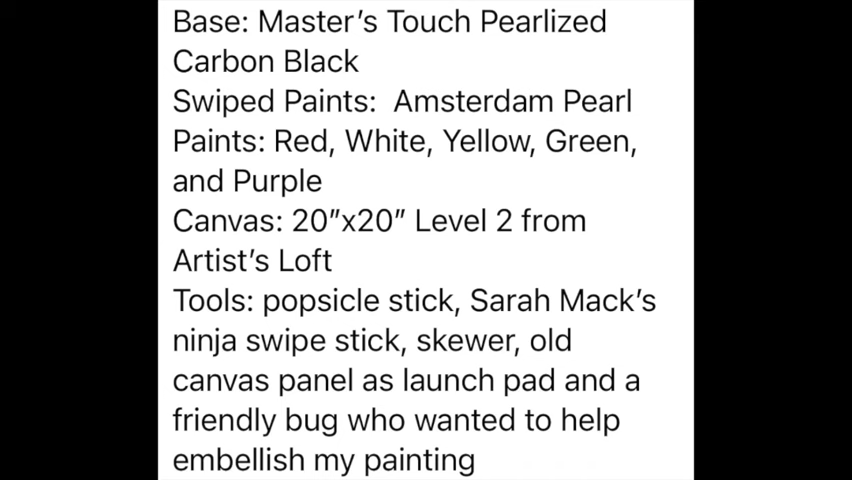 Base: Master’s Touch Pearlized
Carbon Black
Swiped Paints:  Amsterdam Pearl
Paints: Red, White, Yellow, Green,
and Purple
Canvas: 20”x20” Level 2 from
Artist’s Loft
Tools: popsicle stick, Sarah Mack’s
ninja swipe stick, skewer, old
canvas panel as launch pad and a
friendly bug who wanted to help
embellish my painting